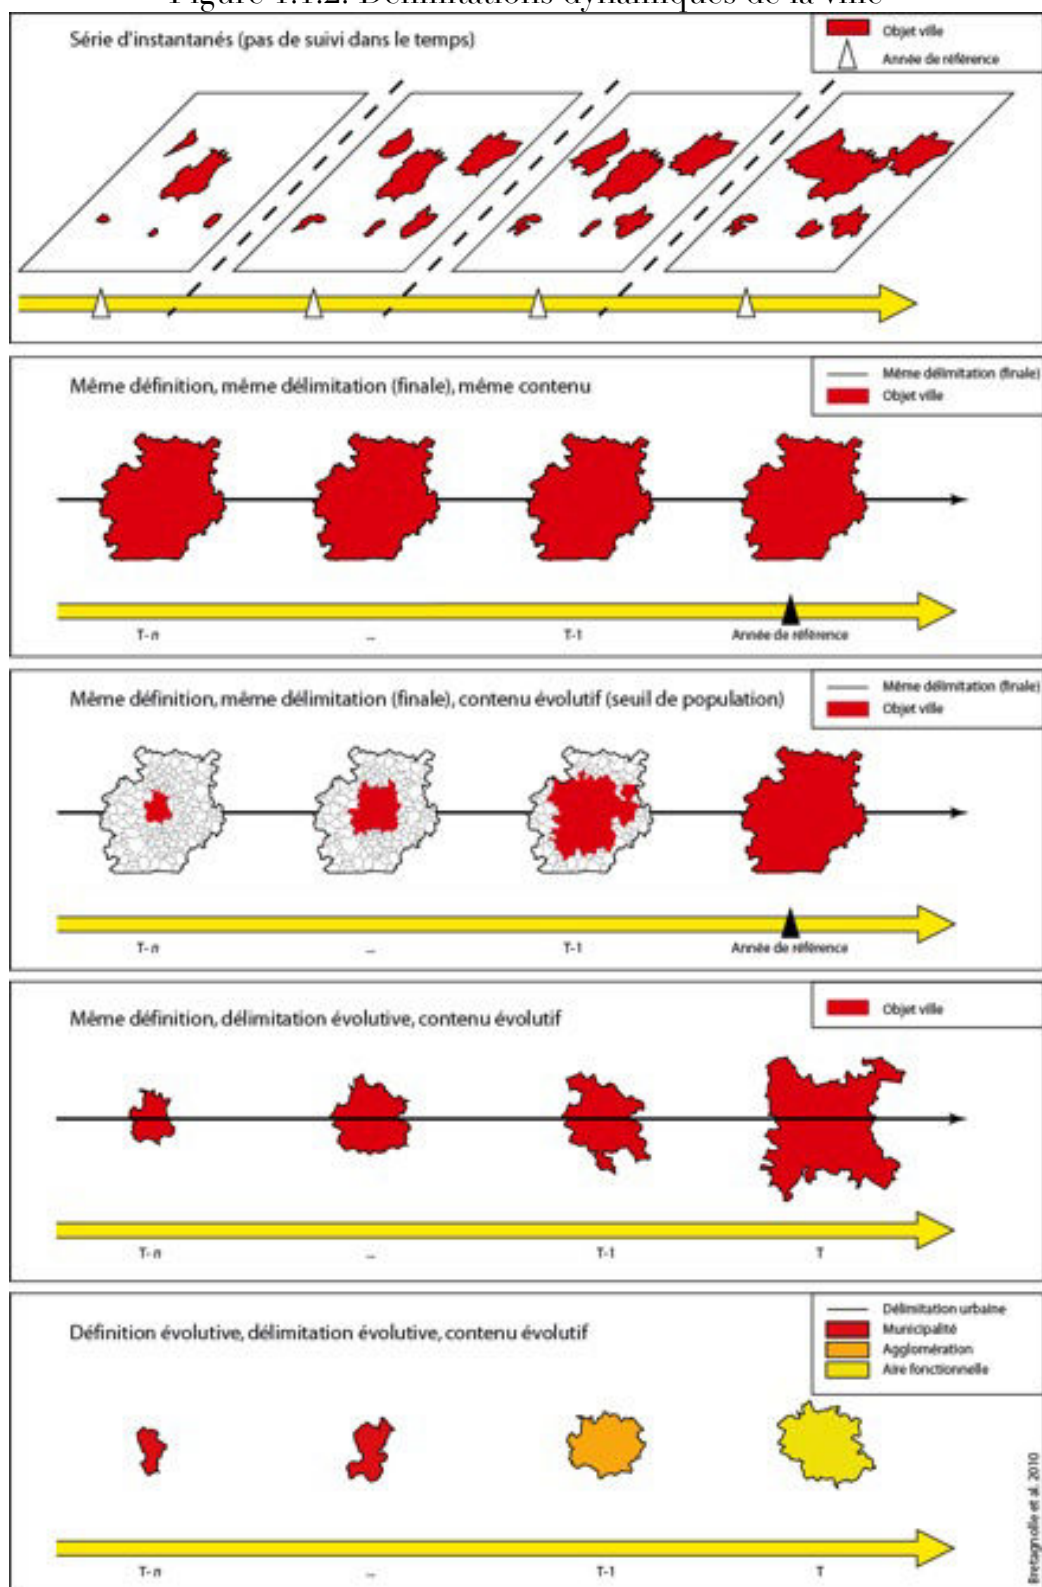 Figure 1.1.2: Délimitations dynamiques de la ville
Série d'instantanés (pas de suivi dans le temps)
Objet ville
Année de référence
Même définition, même délimitation (finale), même contenu
Même délimitation (finale)
Objet ville
T-n
...
T-1
Année de référence
Même définition, même délimitation (finale), contenu évolutif (seuil de population)
Même délimitation (finale)
Objet ville
T-n
...
T-1
Année de référence
Même définition, délimitation évolutive, contenu évolutif
Objet ville
T-n
...
T-1
T
Définition évolutive, délimitation évolutive, contenu évolutif
Délimitation urbaine
Municipalité
Agglomération
Aire fonctionnelle
T-n
...
T-1
T
Bretagnolle et al. 2010